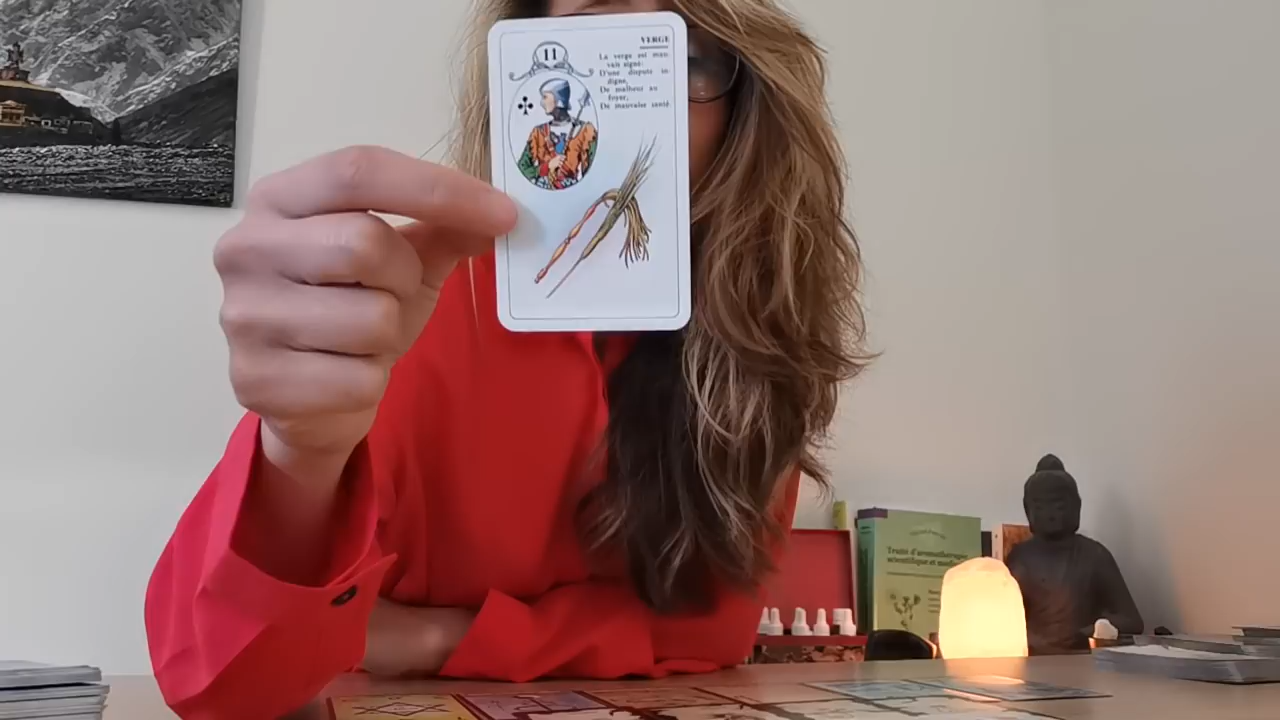 VERGE
11
La verge est mau-
vais signe:
D'une dispute in-
digne,
De malheur au
foyer,
De mauvaise santé.
Traité d'aromathérapie
scientifique et